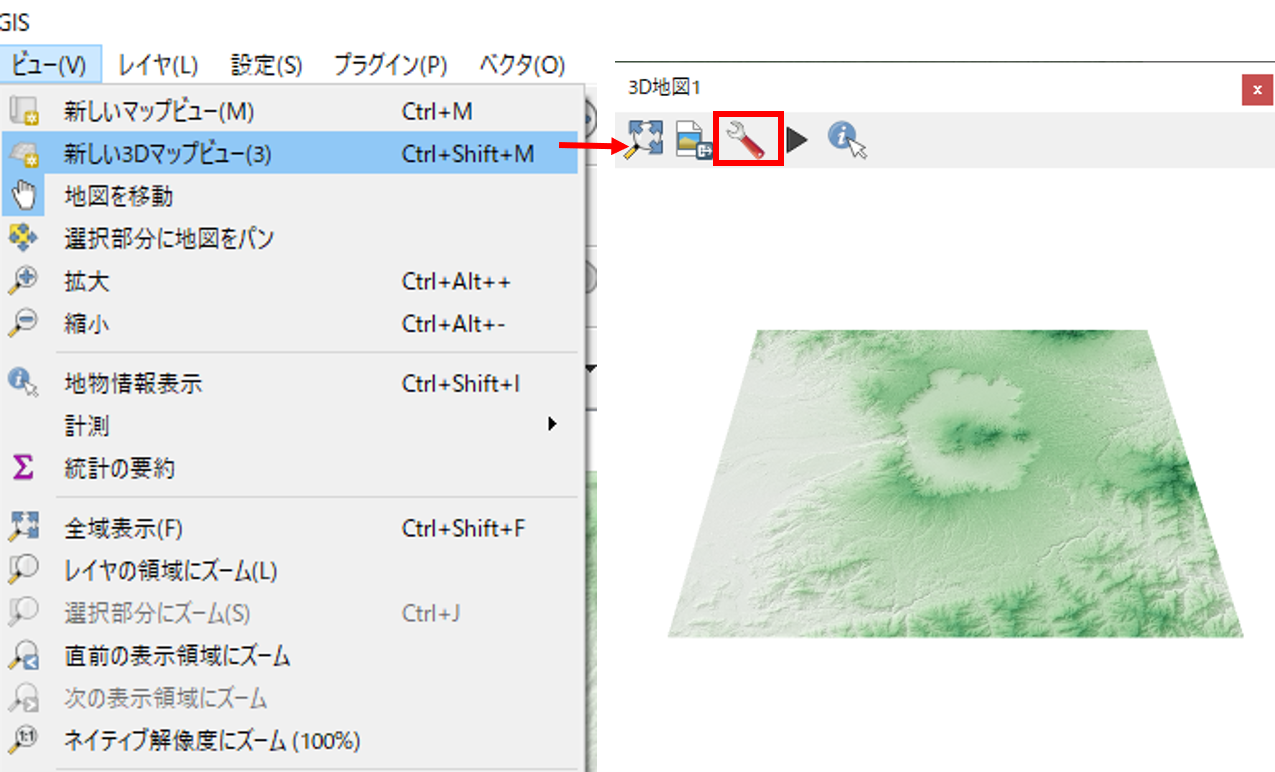 GIS
ビュー(V) レイヤ(L) 設定(S) プラグイン(P) ベクタ(O)
新しいマップビュー(M) Ctrl+M
新しい3Dマップビュー(3) Ctrl+Shift+M
地図を移動
選択部分に地図をパン
拡大 Ctrl+Alt++
縮小 Ctrl+Alt+-
地物情報表示 Ctrl+Shift+I
計測
統計の要約
全域表示(F) Ctrl+Shift+F
レイヤの領域にズーム(L)
選択部分にズーム(S) Ctrl+J
直前の表示領域にズーム
次の表示領域にズーム
ネイティブ解像度にズーム (100%)
3D地図1